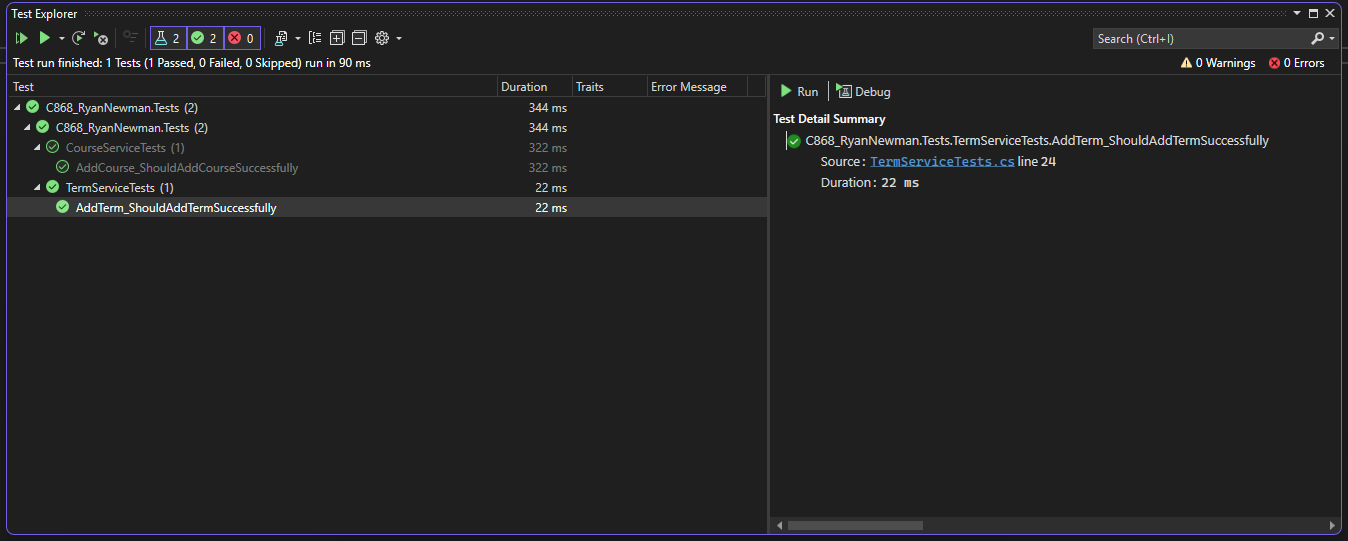 Test Explorer
2 2 0
Search (Ctrl+I)
Test run finished: 1 Tests (1 Passed, 0 Failed, 0 Skipped) run in 90 ms
0 Warnings 0 Errors
Test Duration Traits Error Message
C868_RyanNewman.Tests (2) 344 ms
C868_RyanNewman.Tests (2) 344 ms
CourseServiceTests (1) 322 ms
AddCourse_ShouldAddCourseSuccessfully 322 ms
TermServiceTests (1) 22 ms
AddTerm_ShouldAddTermSuccessfully 22 ms
Run Debug
Test Detail Summary
C868_RyanNewman.Tests.TermServiceTests.AddTerm_ShouldAddTermSuccessfully
Source: TermServiceTests.cs line 24
Duration: 22 ms